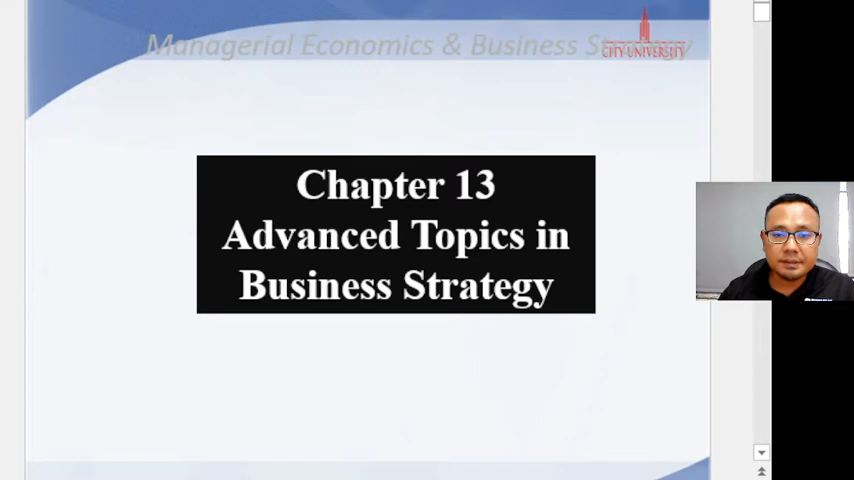 Managerial Economics & Business Strategy
CITY UNIVERSITY
Chapter 13
Advanced Topics in
Business Strategy